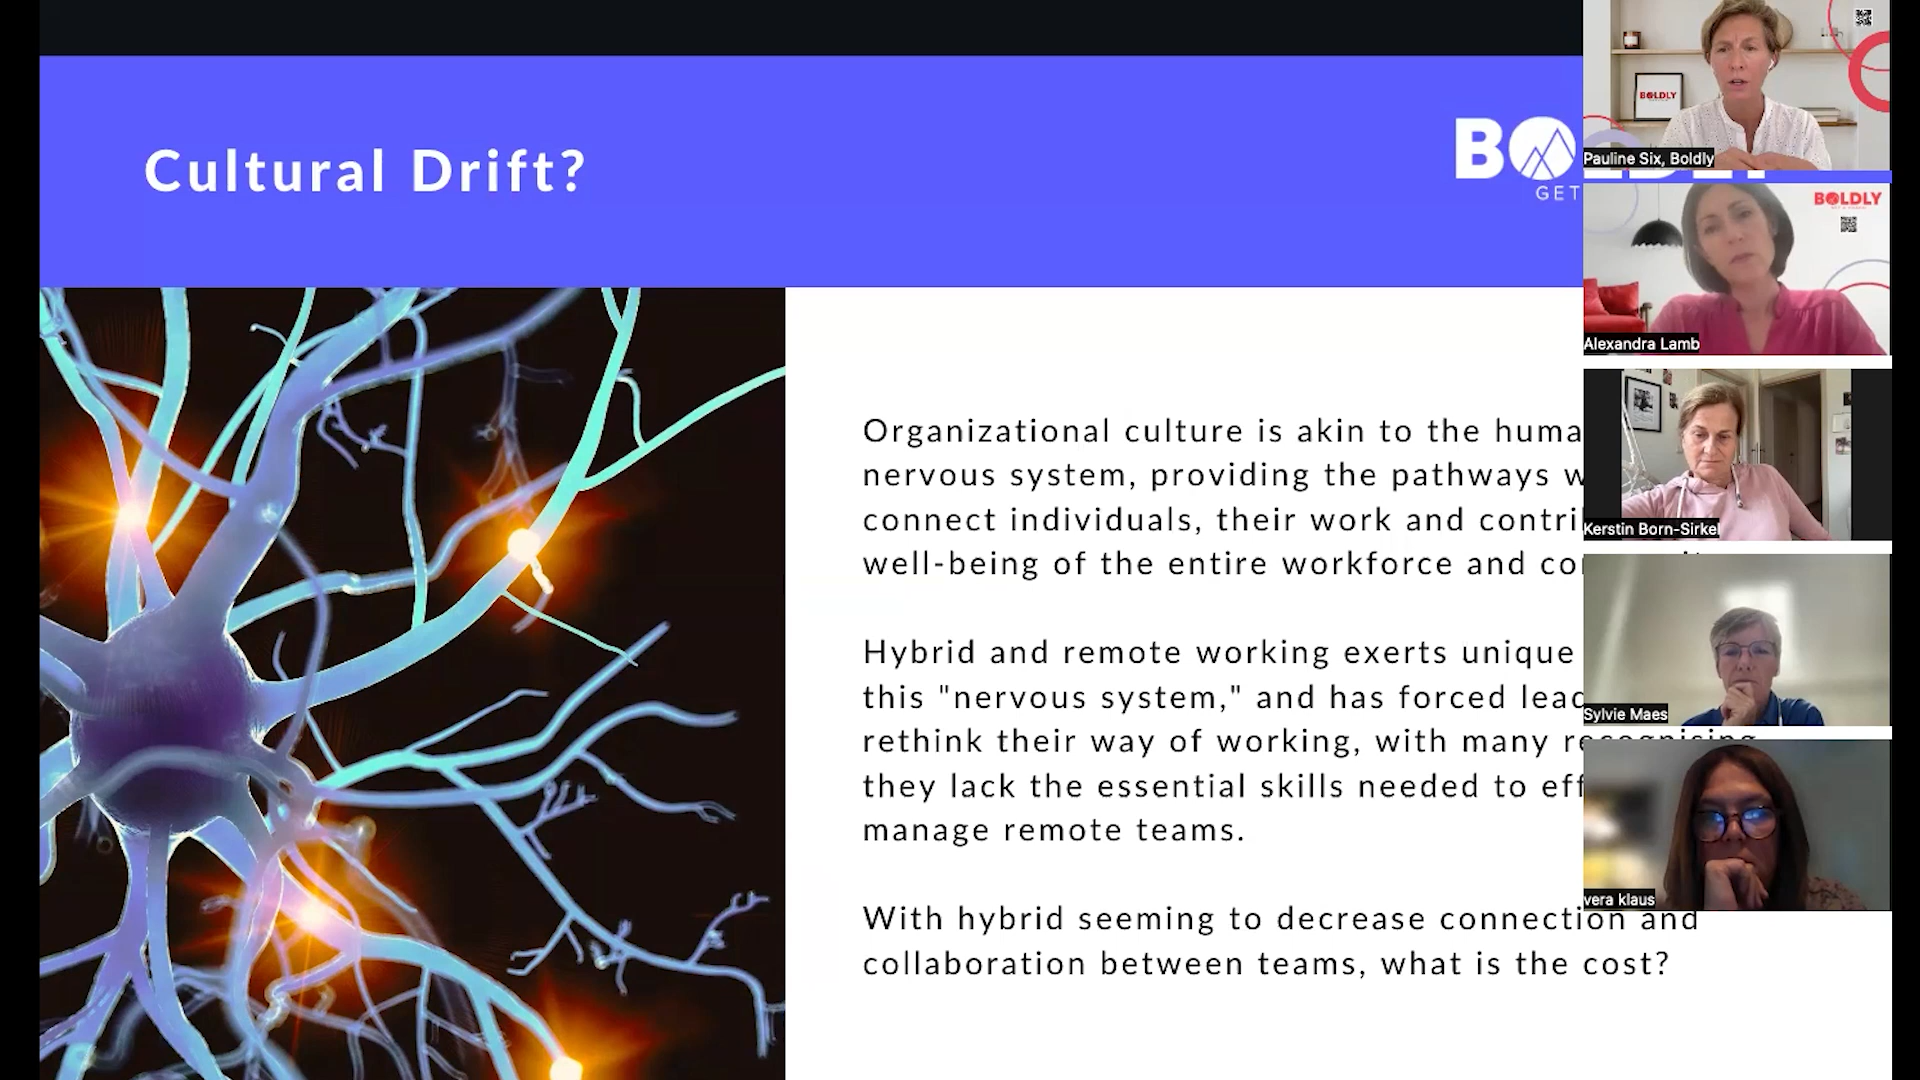 Cultural Drift?
BOLDLY
GET
Organizational culture is akin to the huma
nervous system, providing the pathways w
connect individuals, their work and contri
well-being of the entire workforce and co
Hybrid and remote working exerts unique
this "nervous system," and has forced lead
rethink their way of working, with many recognising
they lack the essential skills needed to eff
manage remote teams.
With hybrid seeming to decrease connection and
collaboration between teams, what is the cost?
BOLDLY
Pauline Six, Boldly
BOLDLY
Alexandra Lamb
Kerstin Born-Sirkel
Sylvie Maes
vera klaus